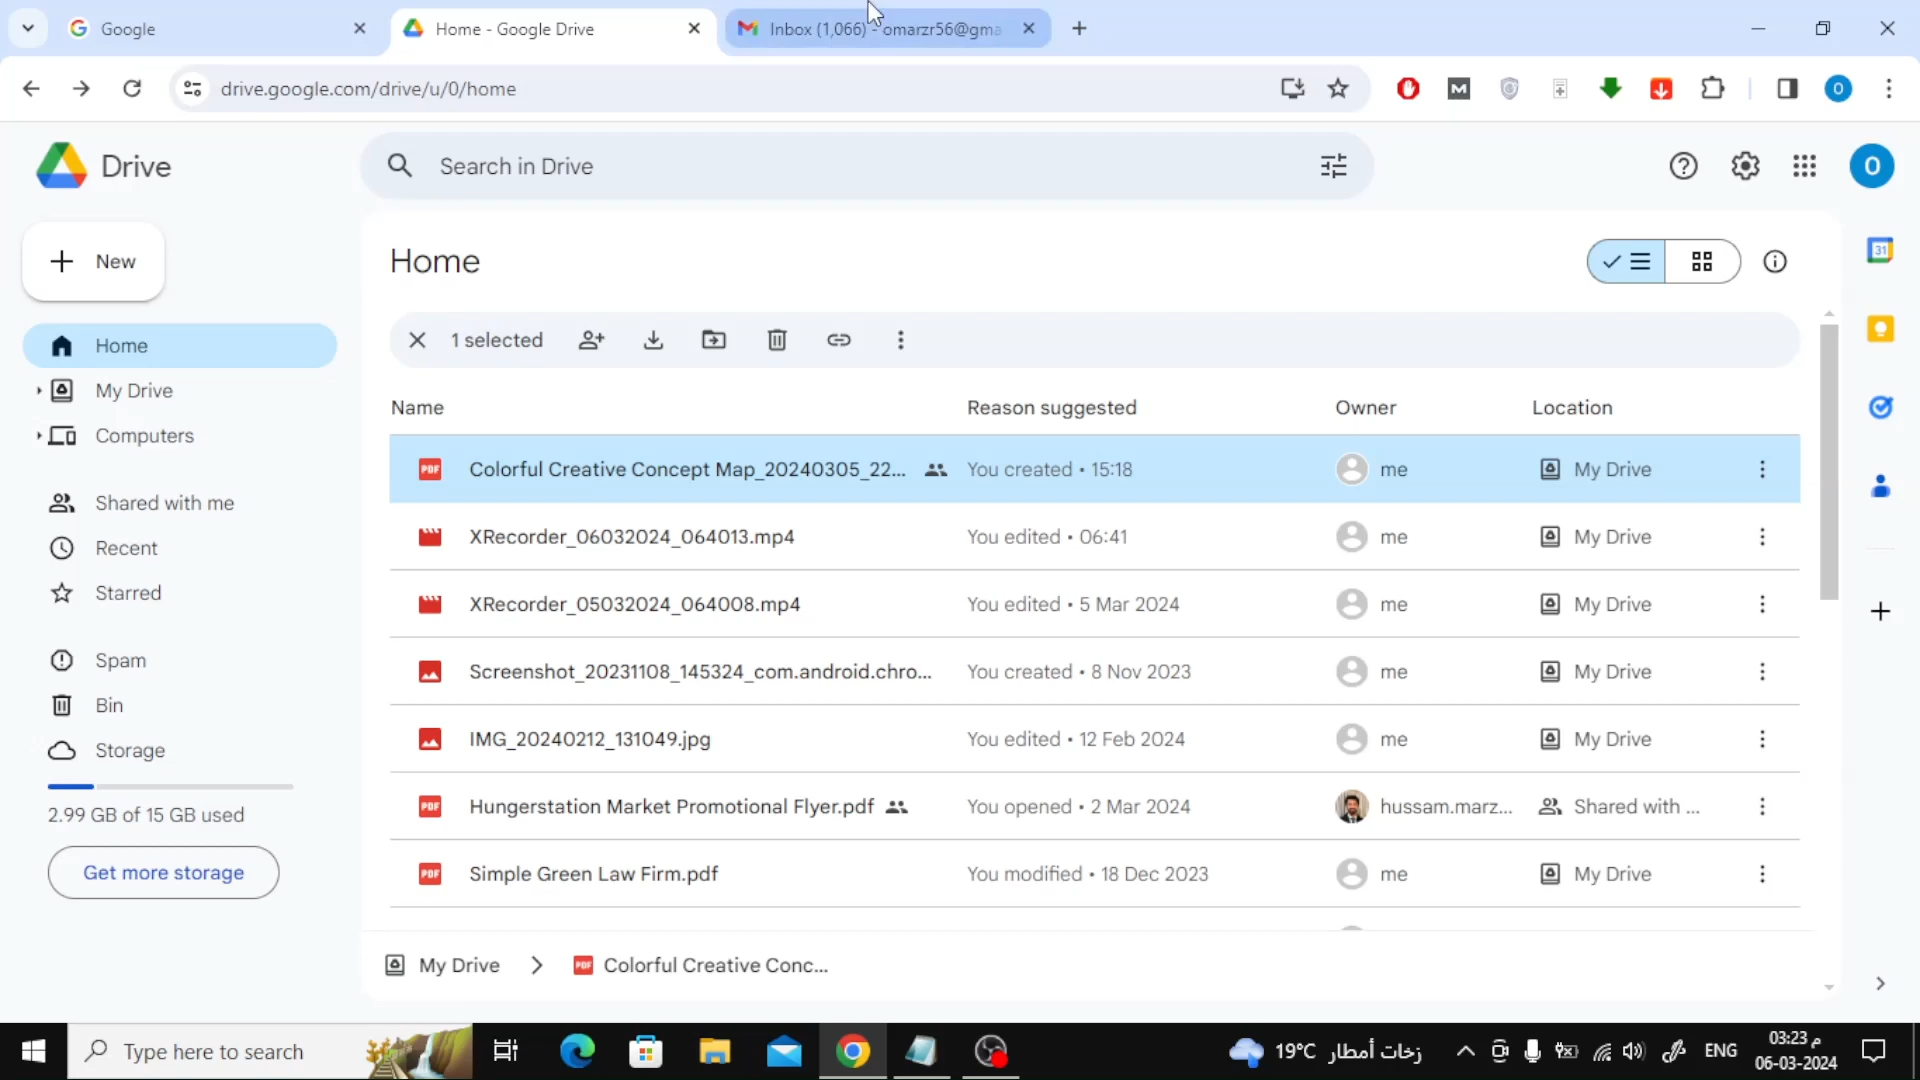 Google
Home - Google Drive
Inbox (1,066) - omarzr56@gma
drive.google.com/drive/u/0/home
M
O
Drive
Search in Drive
O
New
Home
31
1 selected
Home
My Drive
Computers
Name
Reason suggested
Owner
Location
PDF Colorful Creative Concept Map_20240305_22... You created • 15:18 me My Drive
Shared with me
XRecorder_06032024_064013.mp4 You edited • 06:41 me My Drive
Recent
Starred
XRecorder_05032024_064008.mp4 You edited • 5 Mar 2024 me My Drive
Spam
Screenshot_20231108_145324_com.android.chro... You created • 8 Nov 2023 me My Drive
Bin
Storage
IMG_20240212_131049.jpg You edited • 12 Feb 2024 me My Drive
2.99 GB of 15 GB used
PDF Hungerstation Market Promotional Flyer.pdf You opened • 2 Mar 2024 hussam.marz... Shared with ...
Get more storage
PDF Simple Green Law Firm.pdf You modified • 18 Dec 2023 me My Drive
My Drive
PDF Colorful Creative Conc...
Type here to search
19°C زخات أمطار
ENG
03:23 م
06-03-2024